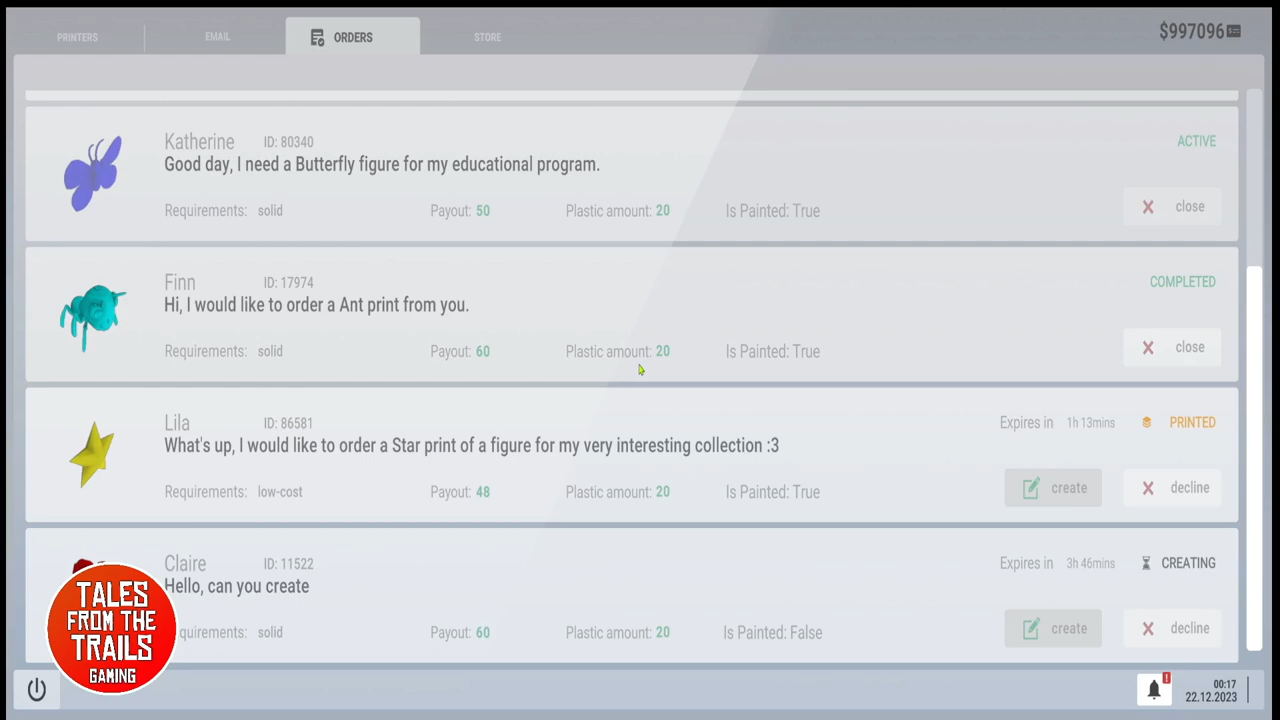 PRINTERS
EMAIL
ORDERS
STORE
$997096
Katherine ID: 80340 ACTIVE
Good day, I need a Butterfly figure for my educational program.
Requirements: solid Payout: 50 Plastic amount: 20 Is Painted: True close
Finn ID: 17974 COMPLETED
Hi, I would like to order a Ant print from you.
Requirements: solid Payout: 60 Plastic amount: 20 Is Painted: True close
Lila ID: 86581 Expires in 1h 13mins PRINTED
What's up, I would like to order a Star print of a figure for my very interesting collection :3
Requirements: low-cost Payout: 48 Plastic amount: 20 Is Painted: True create decline
Claire ID: 11522 Expires in 3h 46mins CREATING
Hello, can you create
quirements: solid Payout: 60 Plastic amount: 20 Is Painted: False create decline
TALES
FROM THE
TRAILS
GAMING
!
00:17
22.12.2023